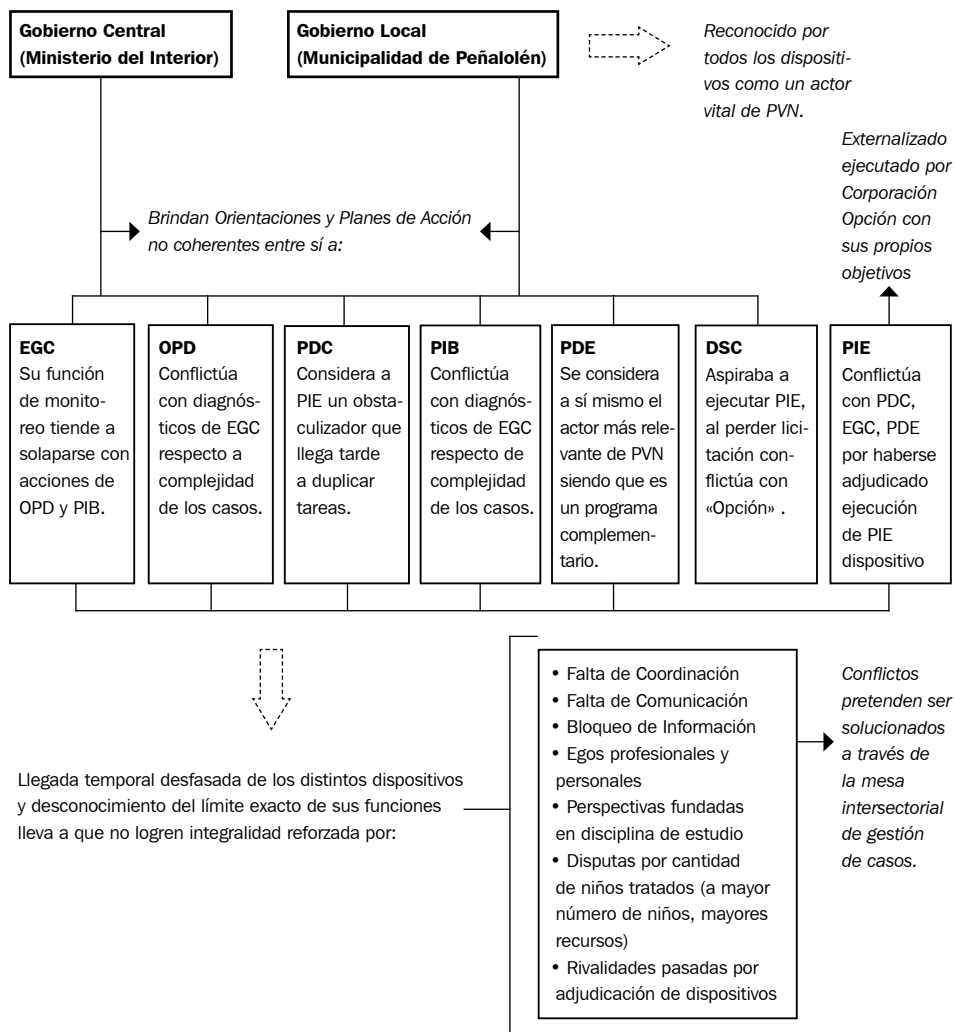 Gobierno Central
(Ministerio del Interior)
Gobierno Local
(Municipalidad de Peñalolén)
Reconocido por
todos los dispositi-
vos como un actor
vital de PVN.
Externalizado
ejecutado por
Corporación
Opción con
sus propios
objetivos
Brindan Orientaciones y Planes de Acción
no coherentes entre sí a:
EGC
Su función
de monito-
reo tiende a
solaparse con
acciones de
OPD y PIB.
OPD
Conflictúa
con diagnós-
ticos de EGC
respecto a
complejidad
de los casos.
PDC
Considera a
PIE un obsta-
culizador que
llega tarde
a duplicar
tareas.
PIB
Conflictúa
con diagnós-
ticos de EGC
respecto de
complejidad
de los casos.
PDE
Se considera
a sí mismo el
actor más rele-
vante de PVN
siendo que es
un programa
complemen-
tario.
DSC
Aspiraba a
ejecutar PIE,
al perder lici-
tación con-
flictúa con
«Opción» .
PIE
Conflictúa
con PDC,
EGC, PDE
por haberse
adjudicado
ejecución
de PIE
dispositivo
Llegada temporal desfasada de los distintos dispositivos
y desconocimiento del límite exacto de sus funciones
lleva a que no logren integralidad reforzada por:
• Falta de Coordinación
• Falta de Comunicación
• Bloqueo de Información
• Egos profesionales y
personales
• Perspectivas fundadas
en disciplina de estudio
• Disputas por cantidad
de niños tratados (a mayor
número de niños, mayores
recursos)
• Rivalidades pasadas por
adjudicación de dispositivos
Conflictos
pretenden ser
solucionados
a través de
la mesa
intersectorial
de gestión
de casos.